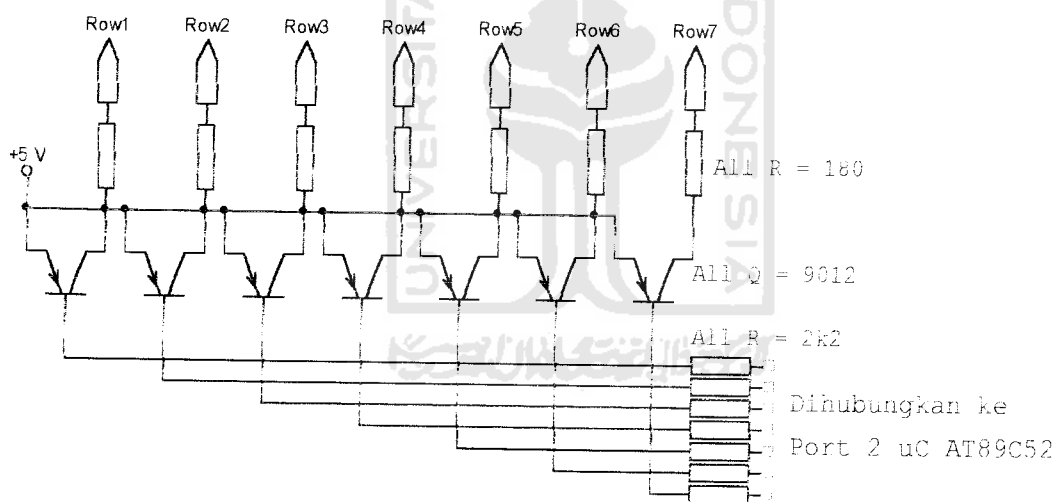 Row1 Row2 Row3 Row4 Row5 Row6 Row7
+5 V
All R = 180
All Q = 9012
All R = 2k2
Dihubungkan ke
Port 2 uC AT89C52